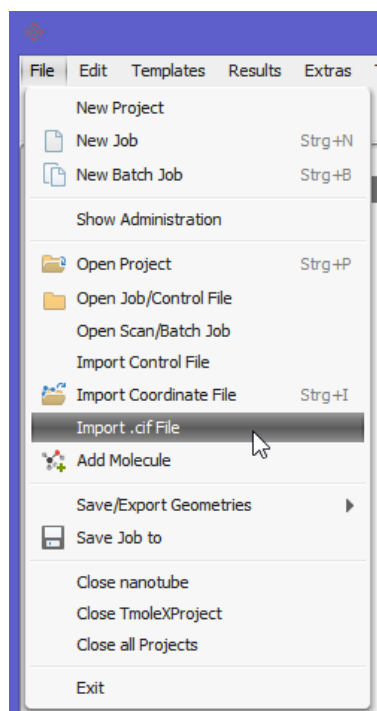 File Edit Templates Results Extras
New Project
New Job Strg+N
New Batch Job Strg+B
Show Administration
Open Project Strg+P
Open Job/Control File
Open Scan/Batch Job
Import Control File
Import Coordinate File Strg+I
Import .cif File
Add Molecule
Save/Export Geometries
Save Job to
Close nanotube
Close TmoleXProject
Close all Projects
Exit